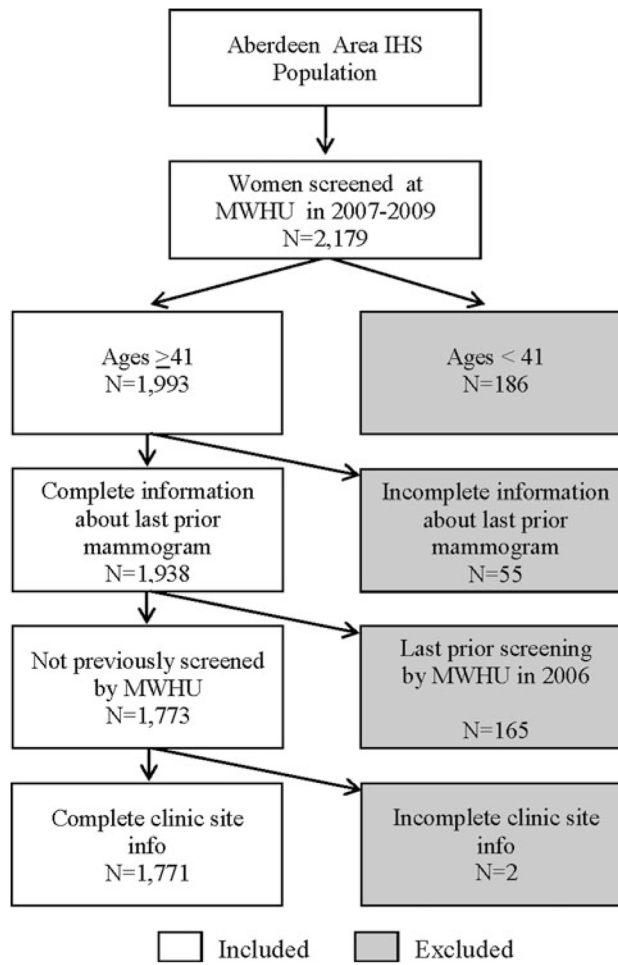 Aberdeen Area IHS
Population
Women screened at
MWHU in 2007-2009
N=2,179
Ages ≥41
N=1,993
Ages < 41
N=186
Complete information
about last prior
mammogram
N=1,938
Incomplete information
about last prior
mammogram
N=55
Not previously screened
by MWHU
N=1,773
Last prior screening
by MWHU in 2006
N=165
Complete clinic site
info
N=1,771
Incomplete clinic site
info
N=2
Included
Excluded